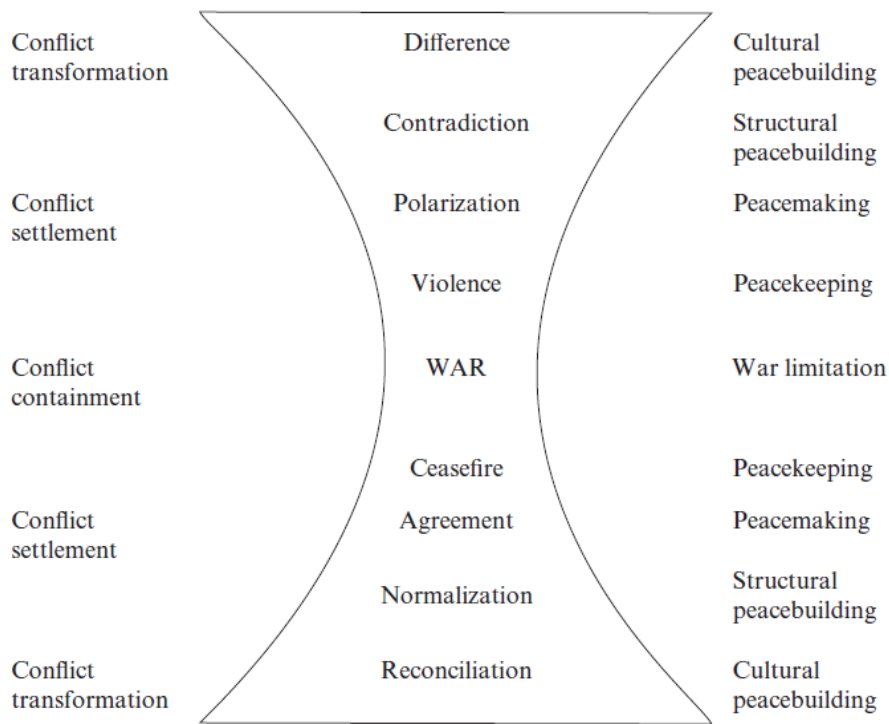 Conflict Difference Cultural
transformation peacebuilding
Contradiction Structural
peacebuilding
Conflict Polarization Peacemaking
settlement
Violence Peacekeeping
Conflict WAR War limitation
containment
Ceasefire Peacekeeping
Conflict Agreement Peacemaking
settlement
Structural
Normalization peacebuilding
Conflict Reconciliation Cultural
transformation peacebuilding